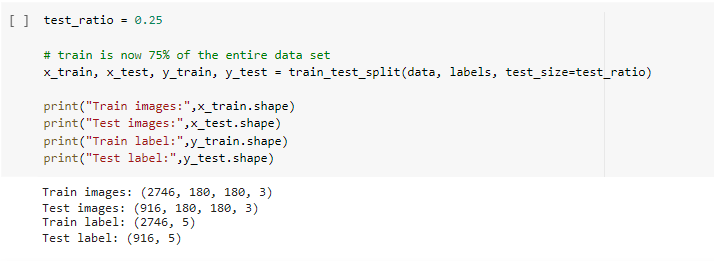 [ ] test_ratio = 0.25
# train is now 75% of the entire data set
x_train, x_test, y_train, y_test = train_test_split(data, labels, test_size=test_ratio)
print("Train images:",x_train.shape)
print("Test images:",x_test.shape)
print("Train label:",y_train.shape)
print("Test label:",y_test.shape)
Train images: (2746, 180, 180, 3)
Test images: (916, 180, 180, 3)
Train label: (2746, 5)
Test label: (916, 5)